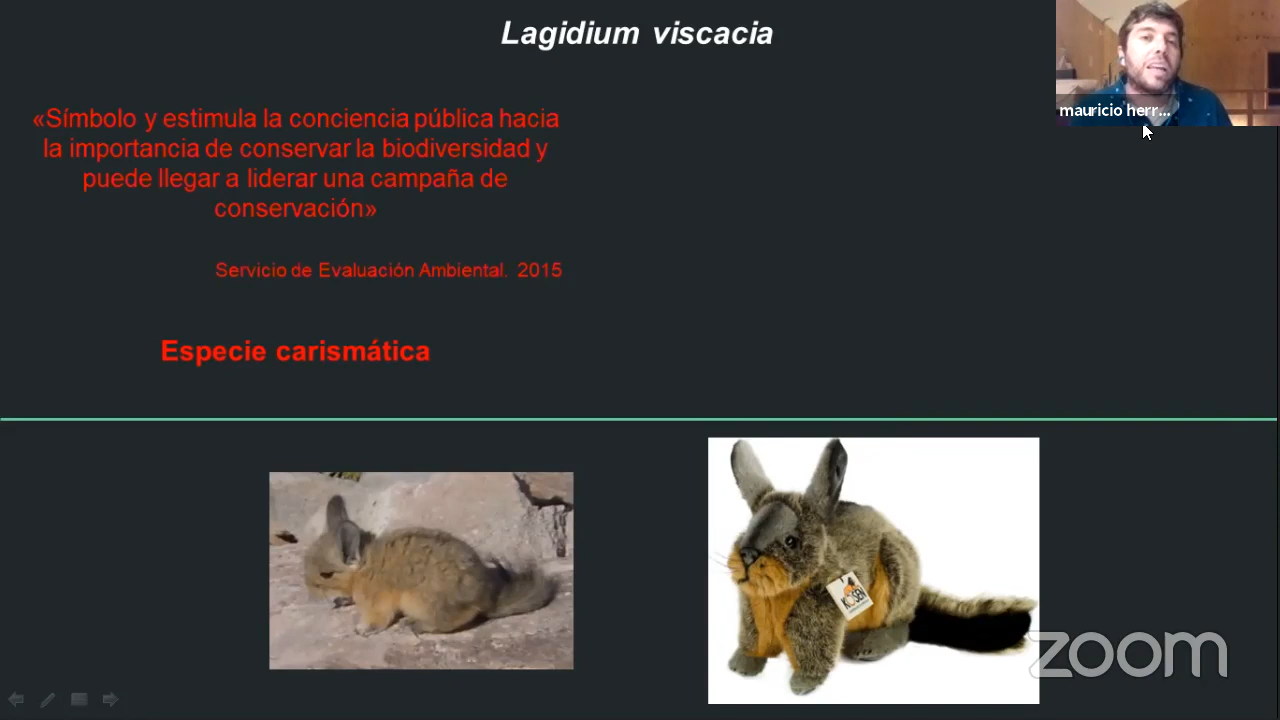 Lagidium viscacia
mauricio herr...
«Símbolo y estimula la conciencia pública hacia
la importancia de conservar la biodiversidad y
puede llegar a liderar una campaña de
conservación»
Servicio de Evaluación Ambiental. 2015
Especie carismática
KÖSEN
zoom